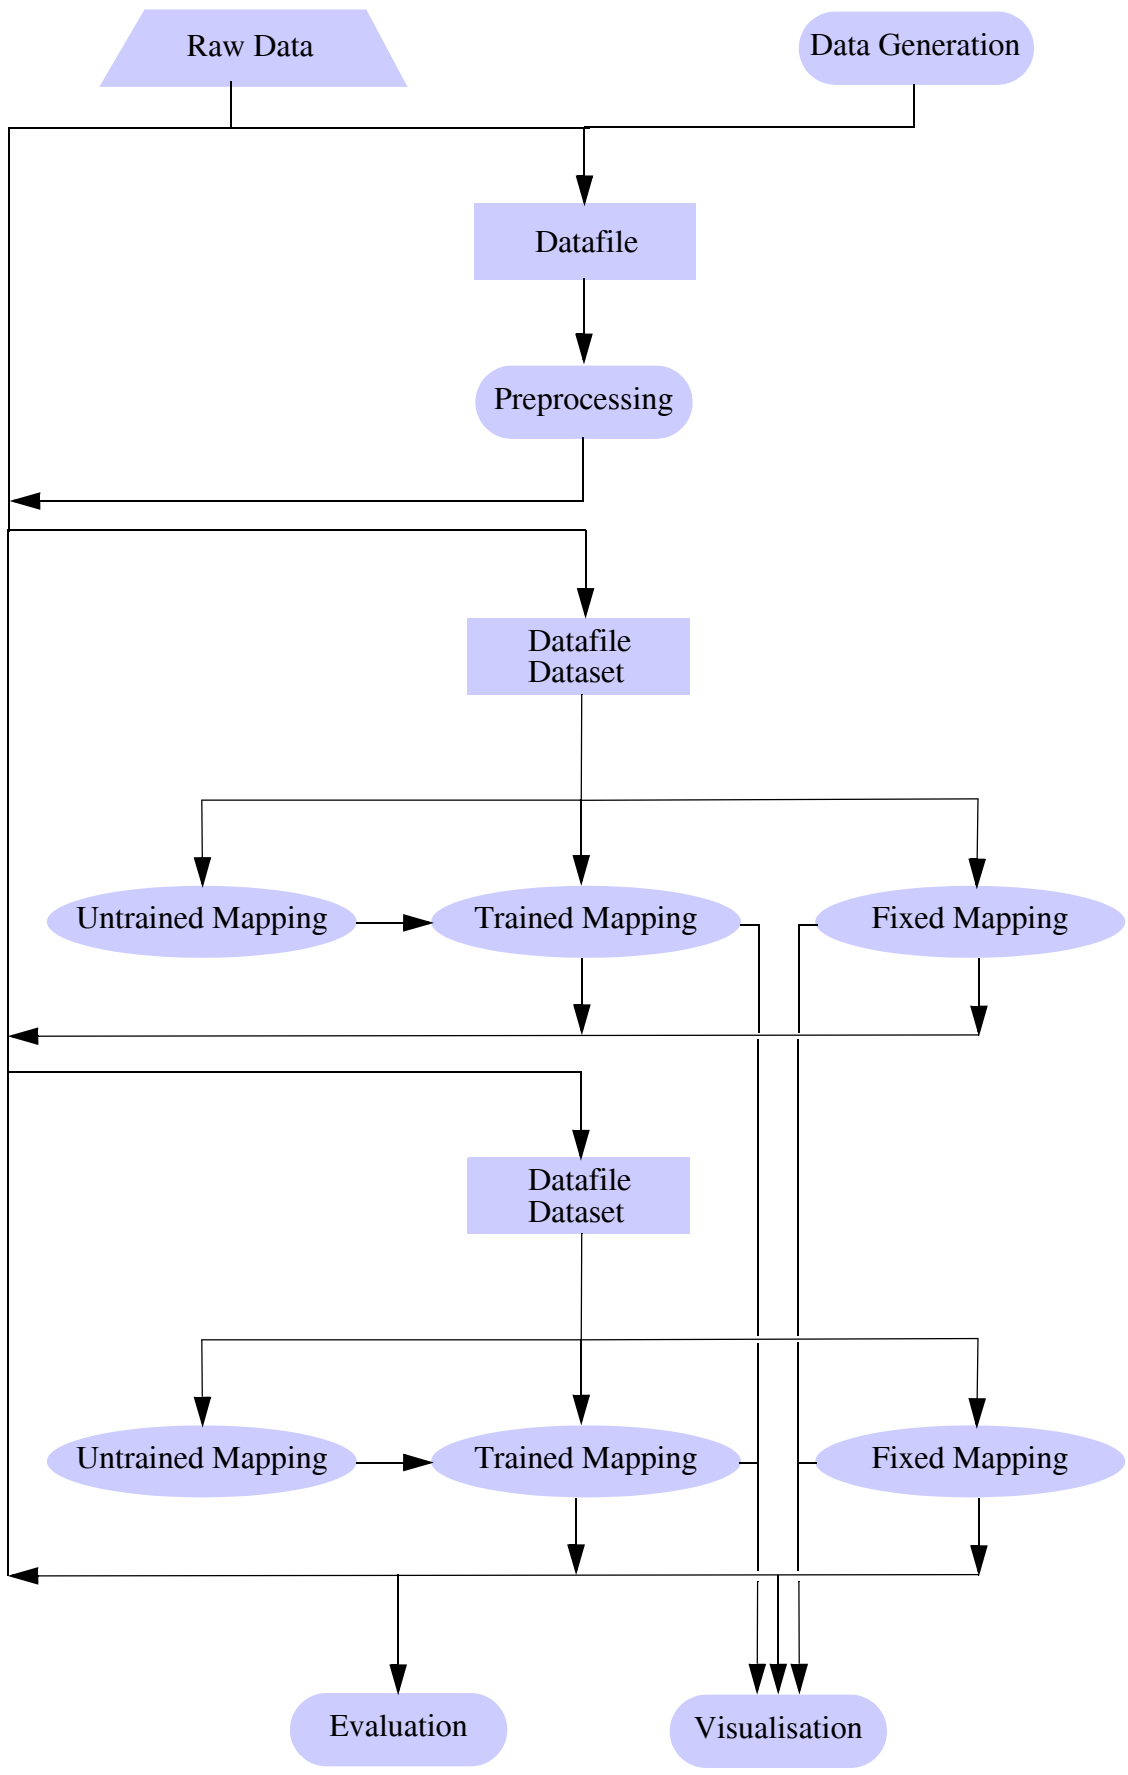 Raw Data
Data Generation
Datafile
Preprocessing
Datafile
Dataset
Untrained Mapping
Trained Mapping
Fixed Mapping
Datafile
Dataset
Untrained Mapping
Trained Mapping
Fixed Mapping
Evaluation
Visualisation